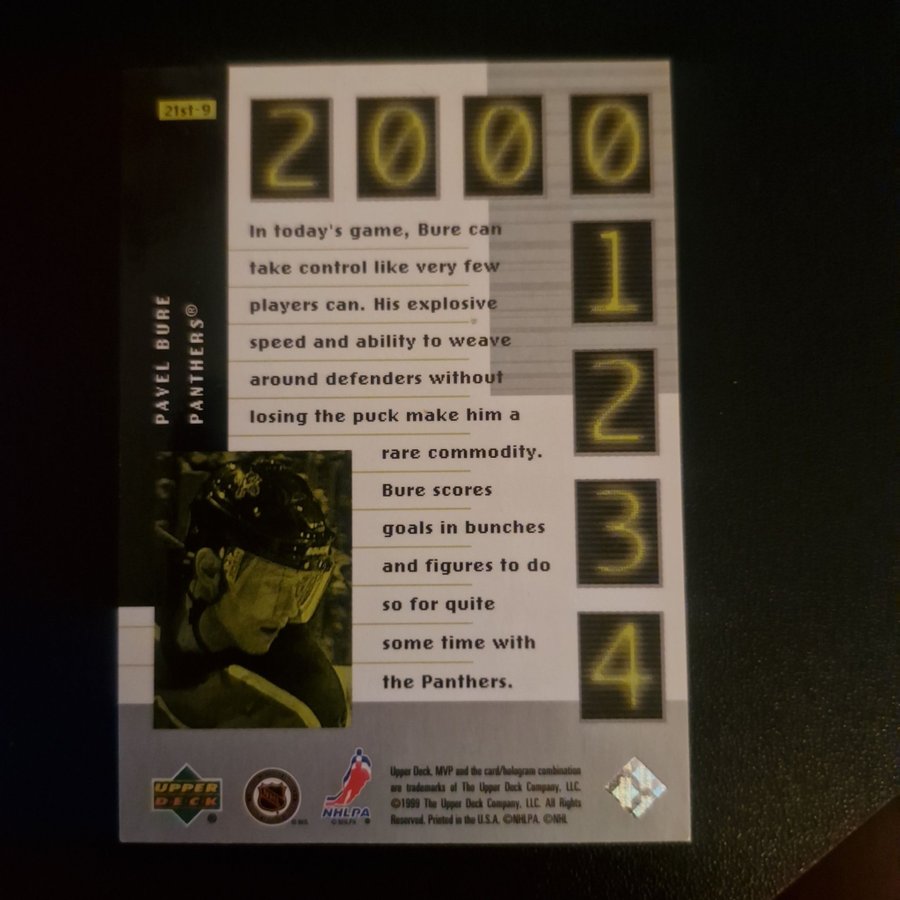 21st-9
2000
1
2
3
4
In today's game, Bure can
take control like very few
players can. His explosive
speed and ability to weave
around defenders without
losing the puck make him a
rare commodity.
Bure scores
goals in bunches
and figures to do
so for quite
some time with
the Panthers.
PAVEL BURE
PANTHERS®
UPPER
DECK
®
NHL
NHLPA
Upper Deck, MVP and the card/hologram combination
are trademarks of The Upper Deck Company, LLC.
©1999 The Upper Deck Company, LLC. All Rights
Reserved. Printed in the U.S.A. ©NHLPA. ©NHL